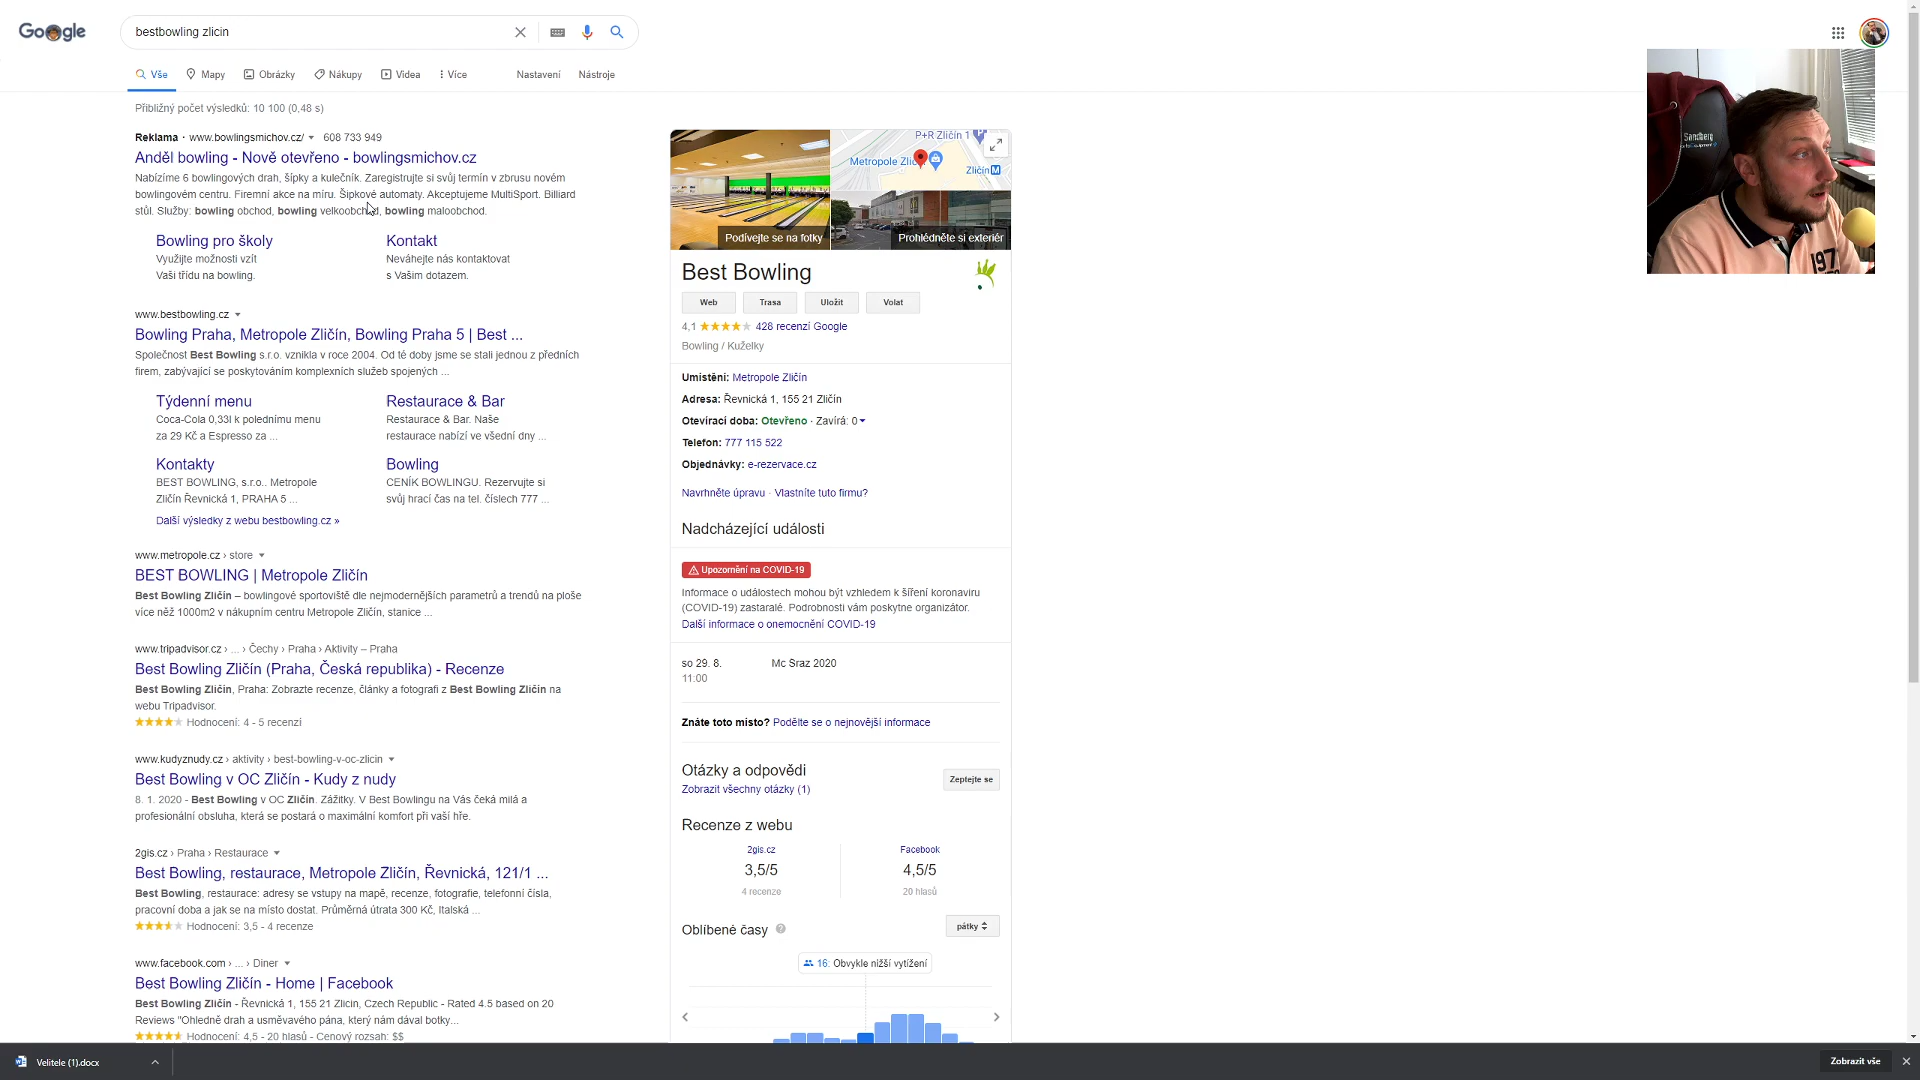 Google
bestbowling zlicin
Vše
Mapy
Obrázky
Nákupy
Videa
Více
Nastavení
Nástroje
Přibližný počet výsledků: 10 100 (0,48 s)
Reklama · www.bowlingsmichov.cz/ 608 733 949
Anděl bowling - Nově otevřeno - bowlingsmichov.cz
Nabízíme 6 bowlingových drah, šípky a kulečník. Zaregistrujte si svůj termín v zbrusu novém
bowlingovém centru. Firemní akce na míru. Šipkové automaty. Akceptujeme MultiSport. Billiard
stůl. Služby: bowling obchod, bowling velkoobchod, bowling maloobchod.
Bowling pro školy
Využijte možnosti vzít
Vaši třídu na bowling.
Kontakt
Neváhejte nás kontaktovat
s Vašim dotazem.
www.bestbowling.cz
Bowling Praha, Metropole Zličín, Bowling Praha 5 | Best ...
Společnost Best Bowling s.r.o. vznikla v roce 2004. Od té doby jsme se stali jednou z předních
firem, zabývající se poskytováním komplexních služeb spojených ...
Týdenní menu
Coca-Cola 0,33l k polednímu menu
za 29 Kč a Espresso za ...
Restaurace & Bar
Restaurace & Bar. Naše
restaurace nabízí ve všední dny ...
Kontakty
BEST BOWLING, s.r.o.. Metropole
Zličín Řevnická 1, PRAHA 5 ...
Bowling
CENÍK BOWLINGU. Rezervujte si
svůj hrací čas na tel. číslech 777 ...
Další výsledky z webu bestbowling.cz »
www.metropole.cz › store
BEST BOWLING | Metropole Zličín
Best Bowling Zličín – bowlingové sportoviště dle nejmodernějších parametrů a trendů na ploše
více něž 1000m2 v nákupním centru Metropole Zličín, stanice ...
www.tripadvisor.cz › ... › Čechy › Praha › Aktivity – Praha
Best Bowling Zličín (Praha, Česká republika) - Recenze
Best Bowling Zličín, Praha: Zobrazte recenze, články a fotografi z Best Bowling Zličín na
webu Tripadvisor.
Hodnocení: 4 - 5 recenzí
www.kudyznudy.cz › aktivity › best-bowling-v-oc-zlicin
Best Bowling v OC Zličín - Kudy z nudy
8. 1. 2020 - Best Bowling v OC Zličín. Zážitky. V Best Bowlingu na Vás čeká milá a
profesionální obsluha, která se postará o maximální komfort při vaší hře.
2gis.cz › Praha › Restaurace
Best Bowling, restaurace, Metropole Zličín, Řevnická, 121/1 ...
Best Bowling, restaurace: adresy se vstupy na mapě, recenze, fotografie, telefonní čísla,
pracovní doba a jak se na místo dostat. Průměrná útrata 300 Kč, Italská ...
Hodnocení: 3,5 - 4 recenze
www.facebook.com › ... › Diner
Best Bowling Zličín - Home | Facebook
Best Bowling Zličín - Řevnická 1, 155 21 Zlicin, Czech Republic - Rated 4.5 based on 20
Reviews "Ohledně drah a usměvavého pána, který nám dával botky...
Hodnocení: 4,5 - 20 hlasů - Cenový rozsah: $$
P+R Zličín 1
Metropole Zličín
Zličín
Podívejte se na fotky
Prohlédněte si exteriér
Best Bowling
Web
Trasa
Uložit
Volat
4,1 428 recenzí Google
Bowling / Kuželky
Umístění: Metropole Zličín
Adresa: Řevnická 1, 155 21 Zličín
Otevírací doba: Otevřeno · Zavírá: 0
Telefon: 777 115 522
Objednávky: e-rezervace.cz
Navrhněte úpravu · Vlastníte tuto firmu?
Nadcházející události
Upozornění na COVID-19
Informace o událostech mohou být vzhledem k šíření koronaviru
(COVID-19) zastaralé. Podrobnosti vám poskytne organizátor.
Další informace o onemocnění COVID-19
so 29. 8.
11:00
Mc Sraz 2020
Znáte toto místo? Podělte se o nejnovější informace
Otázky a odpovědi
Zobrazit všechny otázky (1)
Zeptejte se
Recenze z webu
2gis.cz
3,5/5
4 recenze
Facebook
4,5/5
20 hlasů
Oblíbené časy
pátky
16: Obvykle nižší vytížení
Sandberg
197
Velitele (1).docx
Zobrazit vše